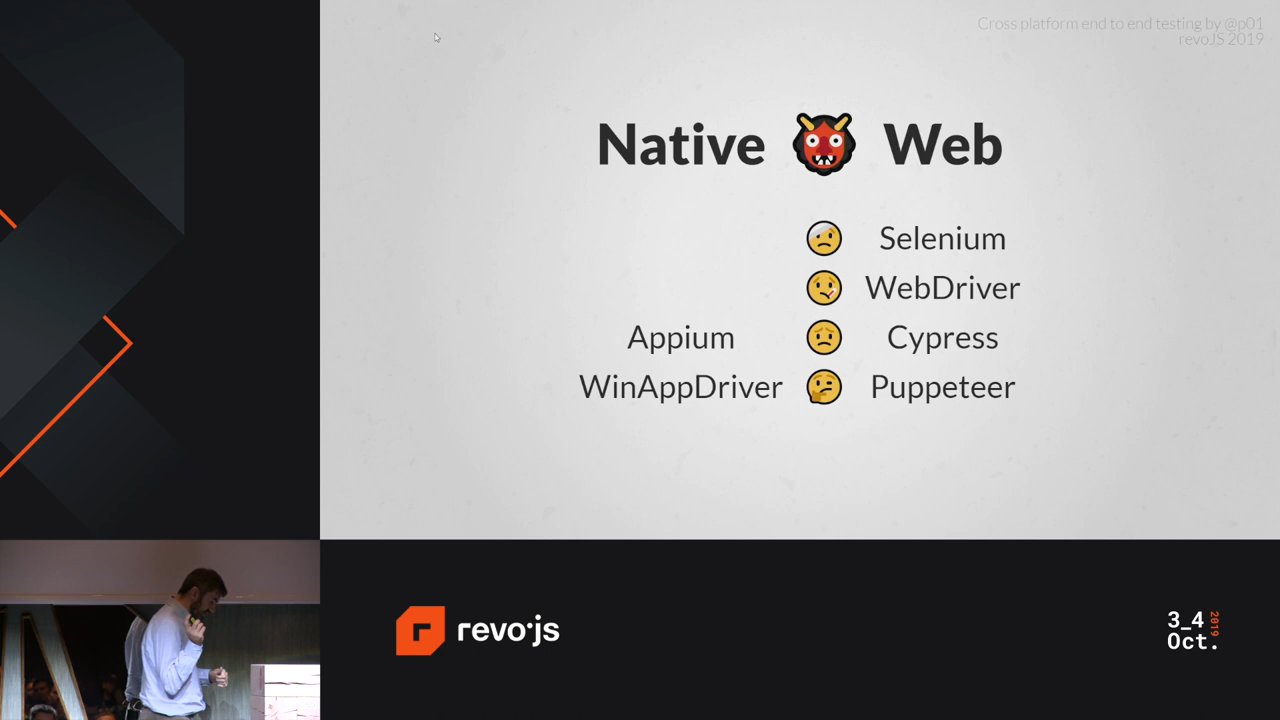 Cross platform end to end testing by @p01
revoJS 2019
Native 👹 Web
🤕 Selenium
🤒 WebDriver
Appium 😟 Cypress
WinAppDriver 🤔 Puppeteer
r revo·js
3_4 2019
Oct.